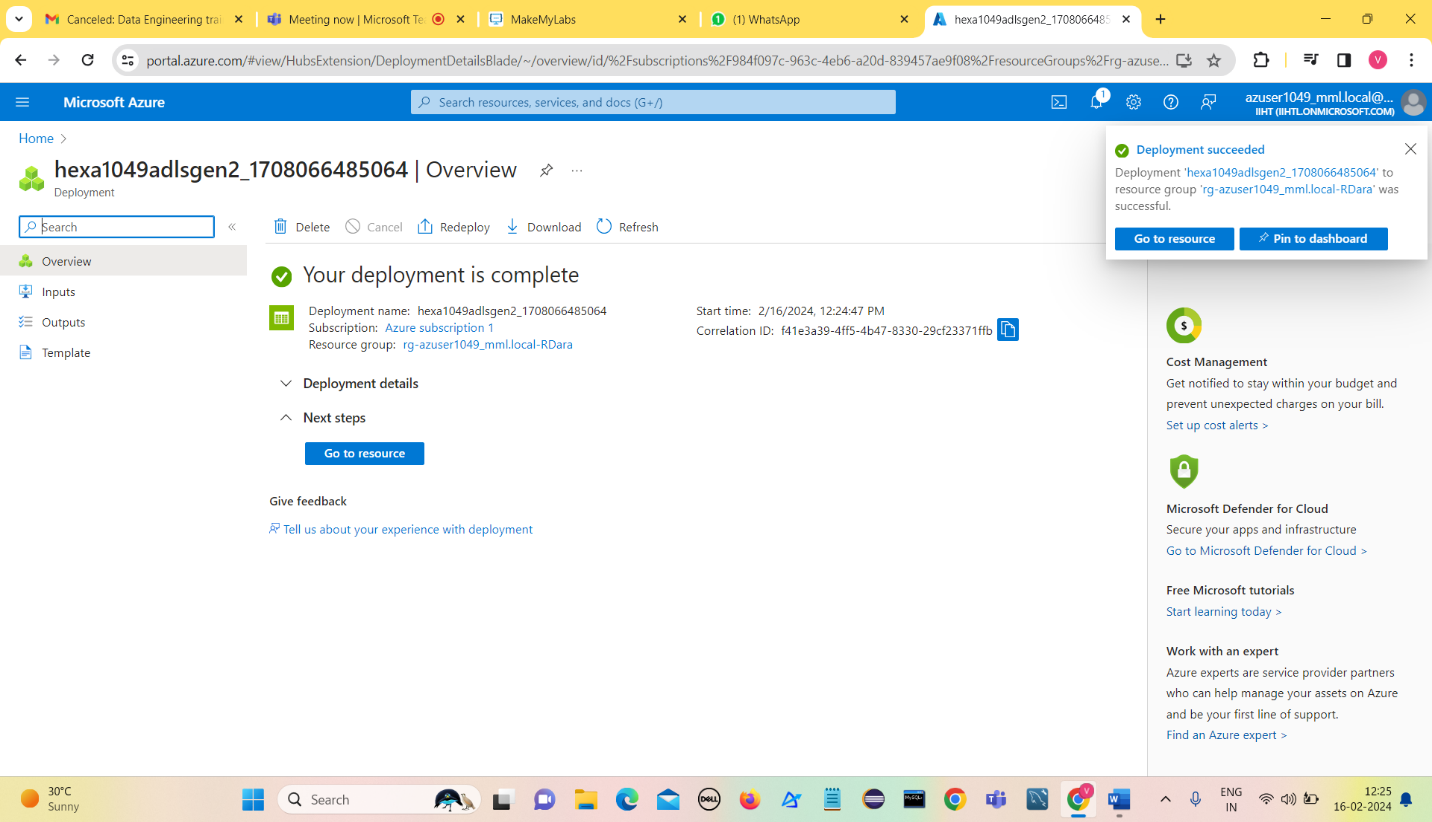 Canceled: Data Engineering trai
Meeting now | Microsoft Te
MakeMyLabs
(1) WhatsApp
hexa1049adlsgen2_1708066485
portal.azure.com/#view/HubsExtension/DeploymentDetailsBlade/~/overview/id/%2Fsubscriptions%2F984f097c-963c-4eb6-a20d-839457ae9f08%2FresourceGroups%2Frg-azuse...
V
Microsoft Azure
Search resources, services, and docs (G+/)
1
azuser1049_mml.local@...
IIHT (IIHTL.ONMICROSOFT.COM)
Home
hexa1049adlsgen2_1708066485064 | Overview
Deployment
Deployment succeeded
Deployment 'hexa1049adlsgen2_1708066485064' to
resource group 'rg-azuser1049_mml.local-RDara' was
successful.
Go to resource
Pin to dashboard
Search
Delete
Cancel
Redeploy
Download
Refresh
Overview
Inputs
Outputs
Template
Your deployment is complete
Deployment name: hexa1049adlsgen2_1708066485064
Subscription: Azure subscription 1
Resource group: rg-azuser1049_mml.local-RDara
Start time: 2/16/2024, 12:24:47 PM
Correlation ID: f41e3a39-4ff5-4b47-8330-29cf23371ffb
Deployment details
Next steps
Go to resource
Give feedback
Tell us about your experience with deployment
$
Cost Management
Get notified to stay within your budget and
prevent unexpected charges on your bill.
Set up cost alerts >
Microsoft Defender for Cloud
Secure your apps and infrastructure
Go to Microsoft Defender for Cloud >
Free Microsoft tutorials
Start learning today >
Work with an expert
Azure experts are service provider partners
who can help manage your assets on Azure
and be your first line of support.
Find an Azure expert >
30°C
Sunny
Search
DELL
MySQL
V
ENG
IN
12:25
16-02-2024